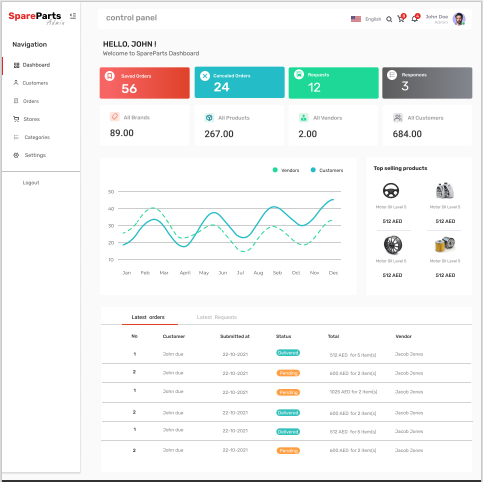 SpareParts
Admin
control panel
English
3
6
John Doe
Admin
Navigation
Dashboard
Customers
Orders
Stores
Categories
Settings
Logout
HELLO, JOHN !
Welcome to SpareParts Dashboard
Saved Orders
56
Canceled Orders
24
Requests
12
Responses
3
All Brands
89.00
All Products
267.00
All Vendors
2.00
All Customers
684.00
Vendors
Customers
50
40
30
20
10
Jan Feb Mar April May Jun Jul Aug Sep Oct Nov Des
Top selling products
Motor Oil Level 5
512 AED
Motor Oil Level 5
512 AED
Motor Oil Level 5
512 AED
Motor Oil Level 5
512 AED
Latest orders Latest Requests
No Customer Submitted at Status Total Vendor
1 John due 22-10-2021 Delivered 512 AED for 5 item(s) Jacob Jones
2 John due 22-10-2021 Pending 600 AED for 2 item(s) Jacob Jones
1 John due 22-10-2021 Pending 1025 AED for 2 item(s) Jacob Jones
2 John due 22-10-2021 Delivered 600 AED for 2 item(s) Jacob Jones
1 John due 22-10-2021 Delivered 512 AED for 5 item(s) Jacob Jones
2 John due 22-10-2021 Pending 600 AED for 2 item(s) Jacob Jones